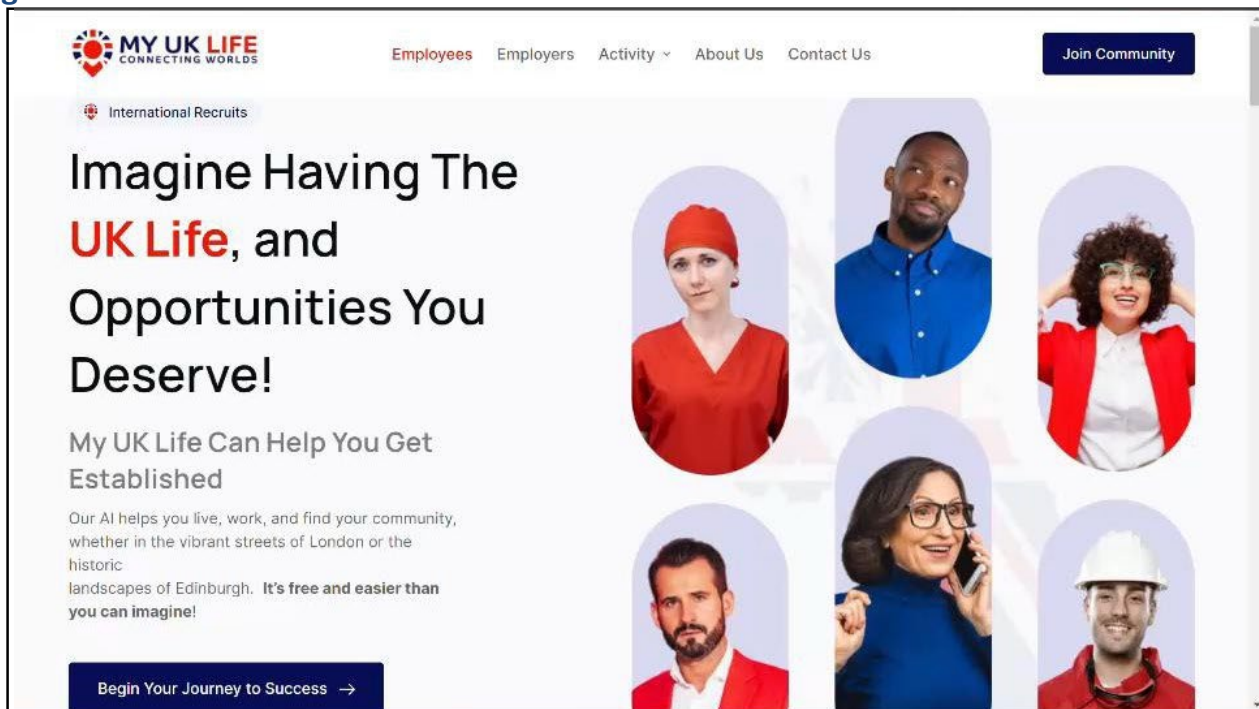 g
MY UK LIFE
CONNECTING WORLDS
Employees Employers Activity About Us Contact Us
Join Community
International Recruits
Imagine Having The
UK Life, and
Opportunities You
Deserve!
My UK Life Can Help You Get
Established
Our AI helps you live, work, and find your community,
whether in the vibrant streets of London or the
historic
landscapes of Edinburgh. It's free and easier than
you can imagine!
Begin Your Journey to Success →